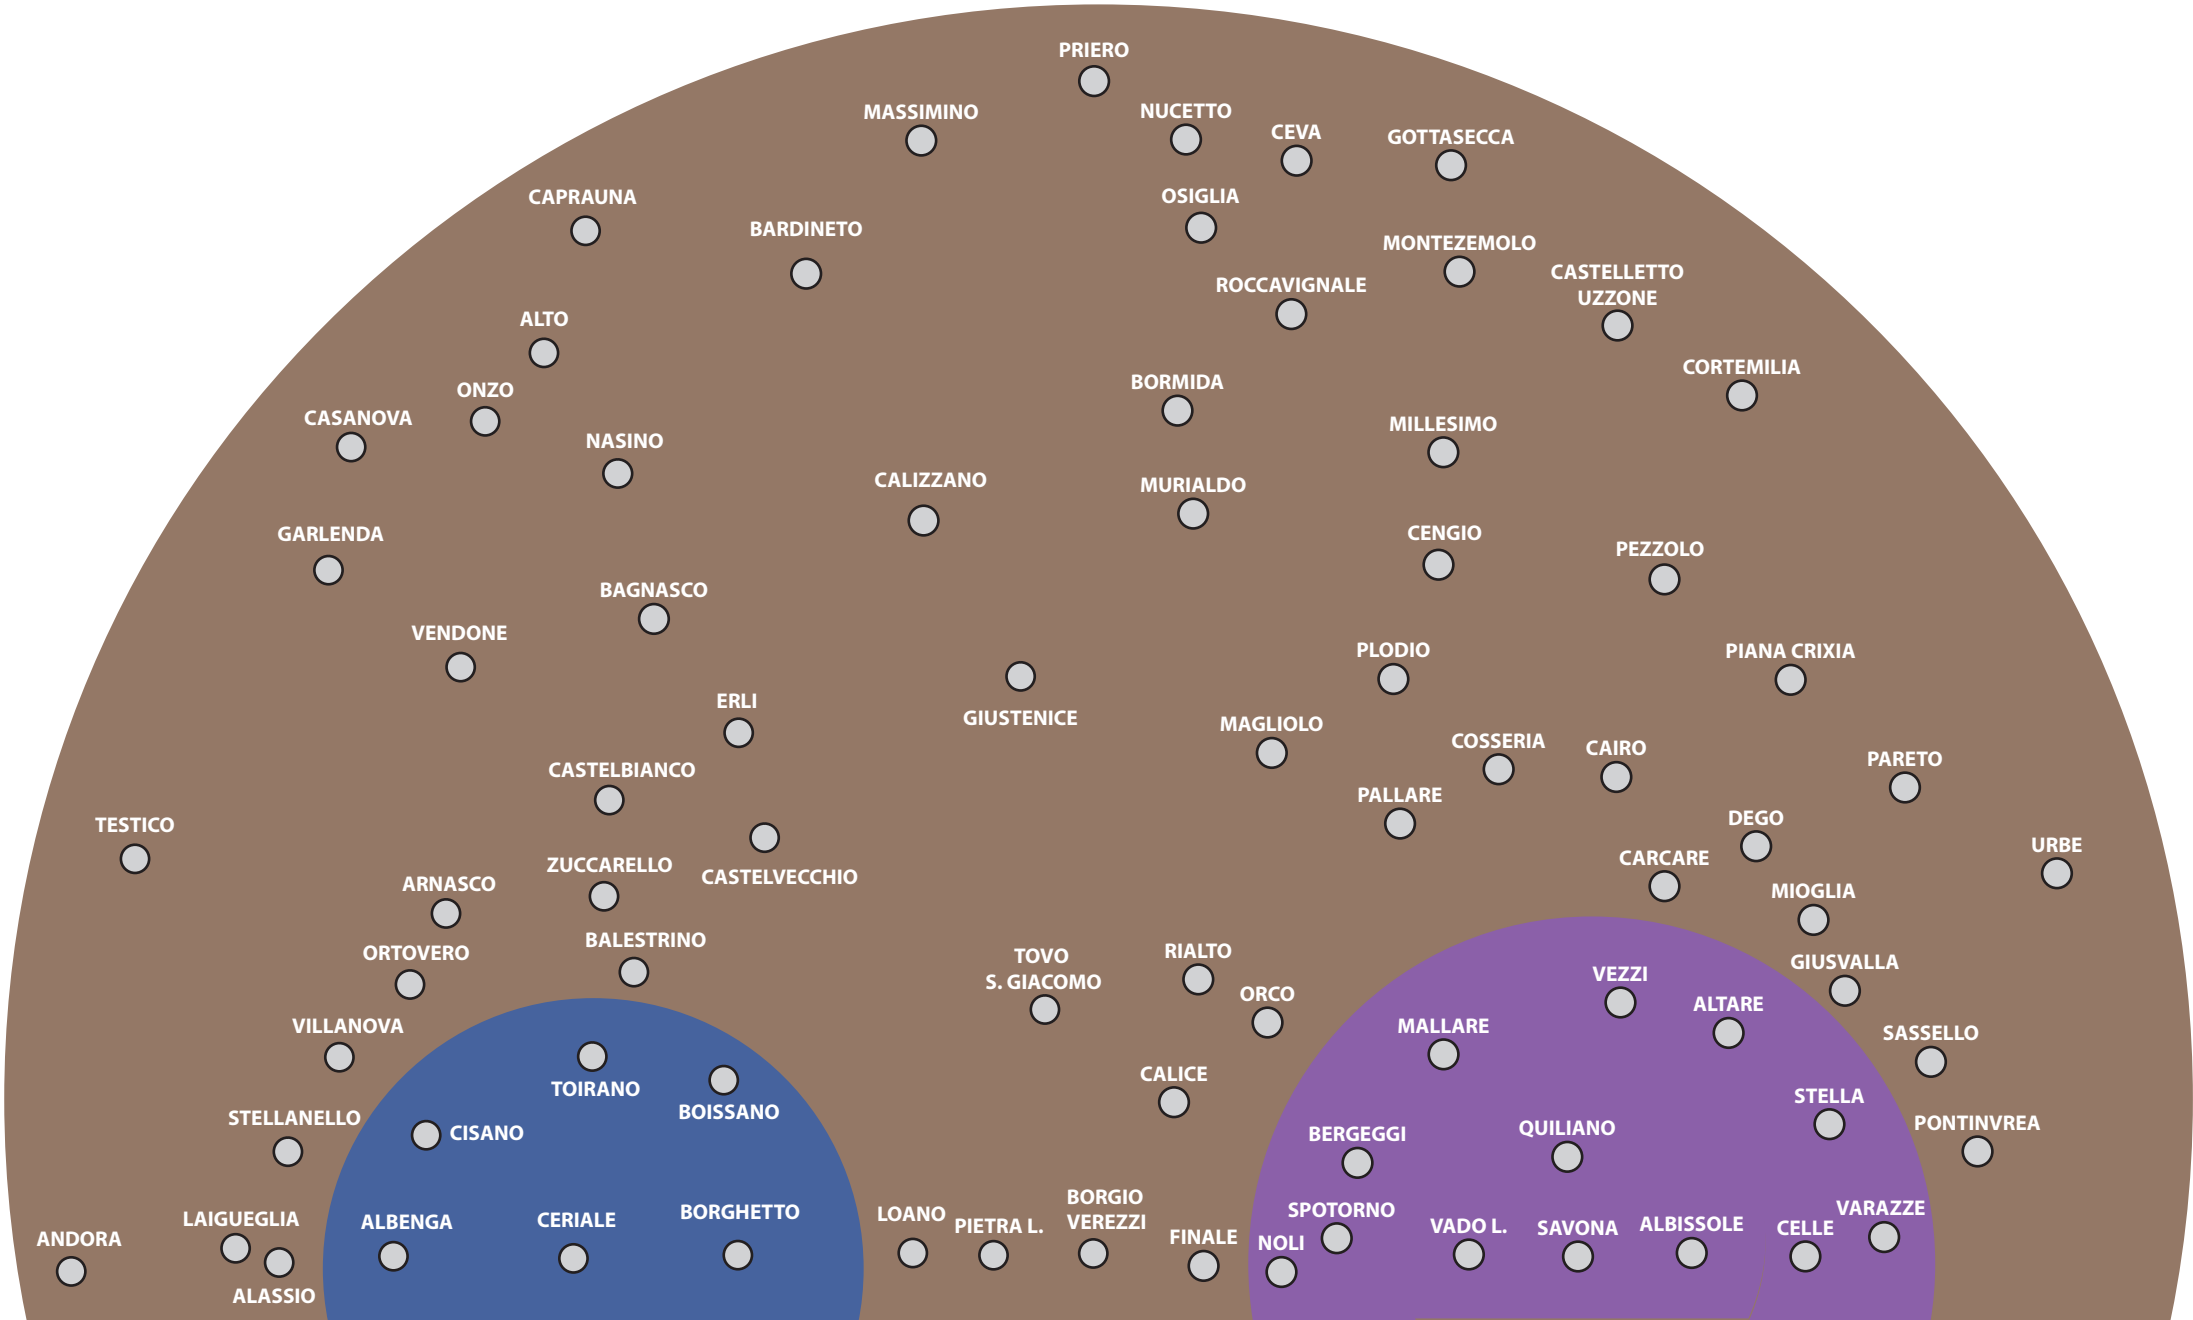 PRIERO
MASSIMINO
NUCETTO
CEVA
GOTTASECCA
CAPRAUNA
OSIGLIA
BARDINETO
MONTEZEMOLO
CASTELLETTO
UZZONE
ROCCAVIGNALE
ALTO
CORTEMILIA
ONZO
BORMIDA
CASANOVA
MILLESIMO
NASINO
CALIZZANO
MURIALDO
GARLENDA
CENGIO
PEZZOLO
BAGNASCO
VENDONE
PLODIO
PIANA CRIXIA
ERLI
GIUSTENICE
MAGLIOLO
COSSERIA
CAIRO
PARETO
CASTELBIANCO
PALLARE
TESTICO
DEGO
URBE
CARCARE
ZUCCARELLO
CASTELVECCHIO
ARNASCO
MIOGLIA
BALESTRINO
ORTOVERO
TOVO
S. GIACOMO
RIALTO
GIUSVALLA
VEZZI
ORCO
ALTARE
VILLANOVA
MALLARE
SASSELLO
CALICE
TOIRANO
STELLA
BOISSANO
STELLANELLO
CISANO
BERGEGGI
QUILIANO
PONTINVREA
BORGIO
VEREZZI
LAIGUEGLIA
ALBENGA
CERIALE
BORGHETTO
LOANO
PIETRA L.
SPOTORNO
VARAZZE
ANDORA
FINALE
NOLI
VADO L.
SAVONA
ALBISSOLE
CELLE
ALASSIO